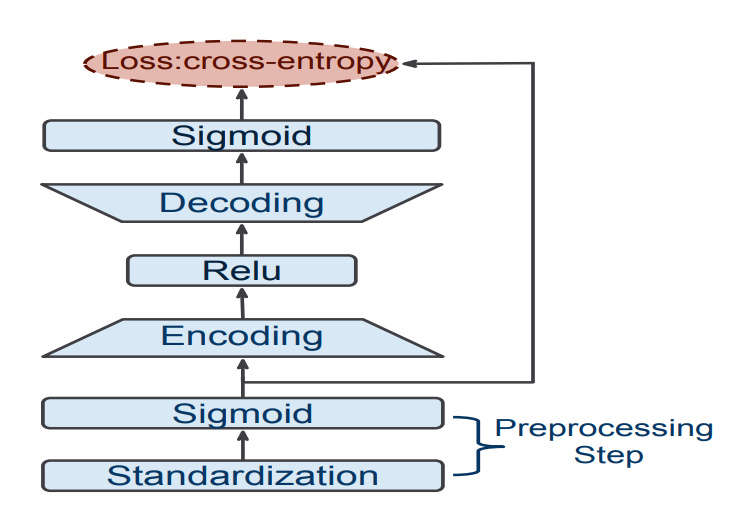 Loss:cross-entropy
Sigmoid
Decoding
Relu
Encoding
Sigmoid
Preprocessing
Step
Standardization